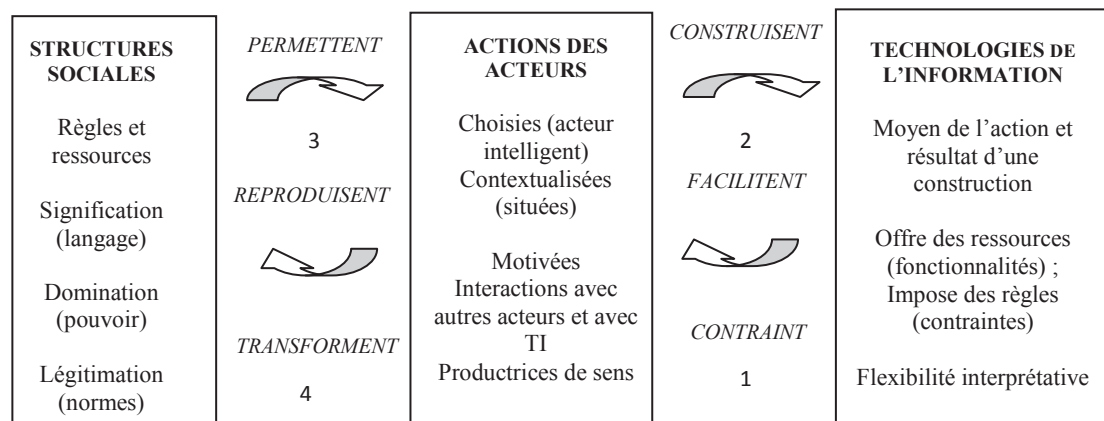 STRUCTURES
SOCIALES
Règles et
ressources
Signification
(langage)
Domination
(pouvoir)
Légitimation
(normes)
PERMETTENT
3
REPRODUISENT
TRANSFORMENT
4
ACTIONS DES
ACTEURS
Choisies (acteur
intelligent)
Contextualisées
(situées)
Motivées
Interactions avec
autres acteurs et avec
TI
Productrices de sens
CONSTRUISENT
2
FACILITENT
CONTRAINT
1
TECHNOLOGIES DE
L’INFORMATION
Moyen de l’action et
résultat d’une
construction
Offre des ressources
(fonctionnalités) ;
Impose des règles
(contraintes)
Flexibilité interprétative